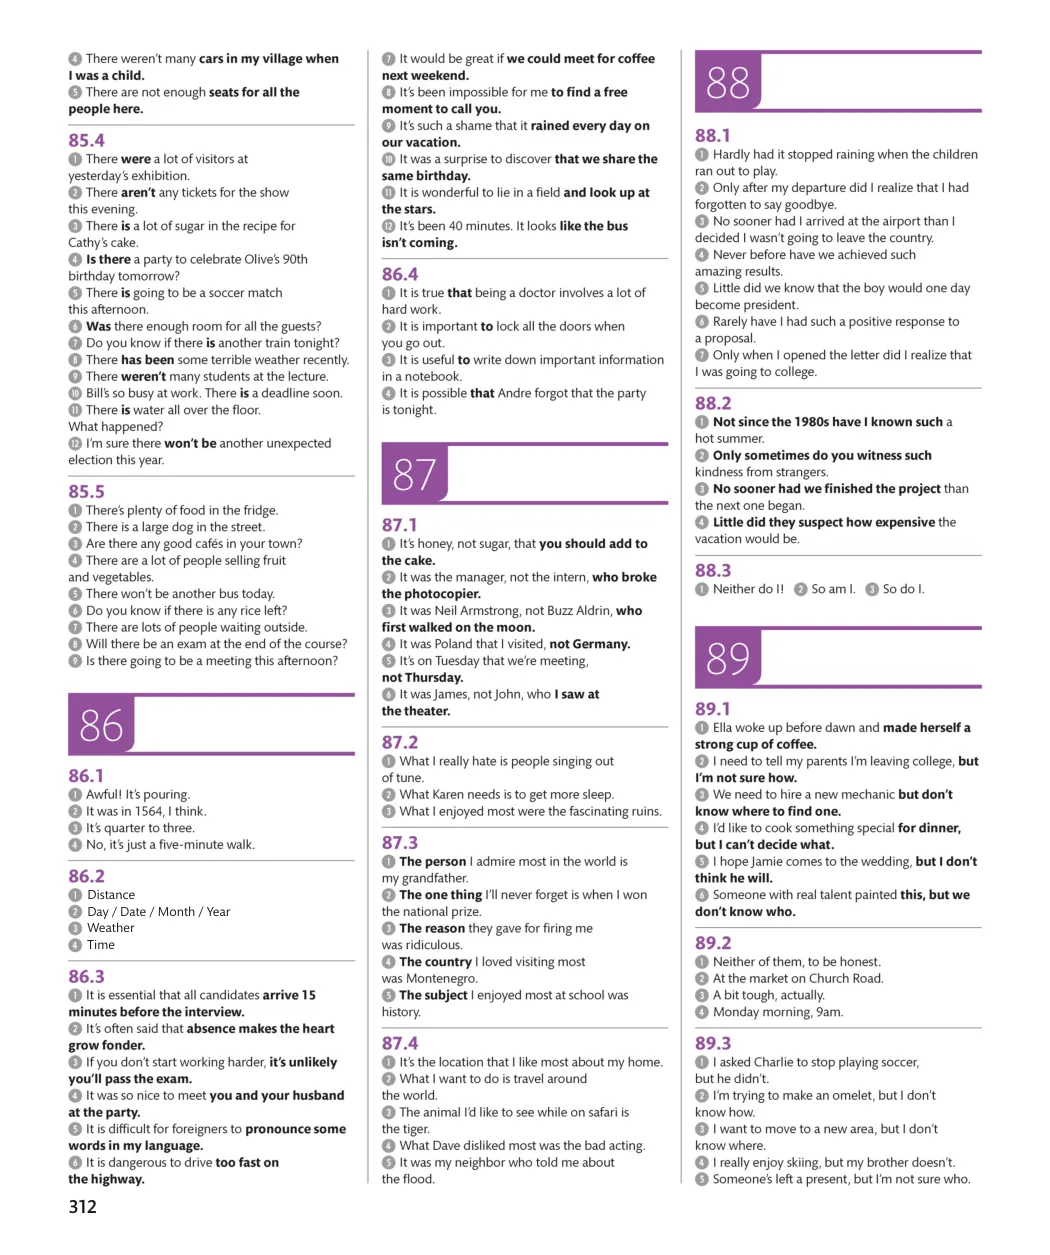 4 There weren't many cars in my village when
I was a child.
5 There are not enough seats for all the
people here.
85.4
1 There were a lot of visitors at
yesterday's exhibition.
2 There aren't any tickets for the show
this evening.
3 There is a lot of sugar in the recipe for
Cathy's cake.
4 Is there a party to celebrate Olive's 90th
birthday tomorrow?
5 There is going to be a soccer match
this afternoon.
6 Was there enough room for all the guests?
7 Do you know if there is another train tonight?
8 There has been some terrible weather recently.
9 There weren't many students at the lecture.
10 Bill's so busy at work. There is a deadline soon.
11 There is water all over the floor.
What happened?
12 I'm sure there won't be another unexpected
election this year.
85.5
1 There's plenty of food in the fridge.
2 There is a large dog in the street.
3 Are there any good cafés in your town?
4 There are a lot of people selling fruit
and vegetables.
5 There won't be another bus today.
6 Do you know if there is any rice left?
7 There are lots of people waiting outside.
8 Will there be an exam at the end of the course?
9 Is there going to be a meeting this afternoon?
86
86.1
1 Awful! It's pouring.
2 It was in 1564, I think.
3 It's quarter to three.
4 No, it's just a five-minute walk.
86.2
1 Distance
2 Day / Date / Month / Year
3 Weather
4 Time
86.3
1 It is essential that all candidates arrive 15
minutes before the interview.
2 It's often said that absence makes the heart
grow fonder.
3 If you don't start working harder, it's unlikely
you'll pass the exam.
4 It was so nice to meet you and your husband
at the party.
5 It is difficult for foreigners to pronounce some
words in my language.
6 It is dangerous to drive too fast on
the highway.
7 It would be great if we could meet for coffee
next weekend.
8 It's been impossible for me to find a free
moment to call you.
9 It's such a shame that it rained every day on
our vacation.
10 It was a surprise to discover that we share the
same birthday.
11 It is wonderful to lie in a field and look up at
the stars.
12 It's been 40 minutes. It looks like the bus
isn't coming.
86.4
1 It is true that being a doctor involves a lot of
hard work.
2 It is important to lock all the doors when
you go out.
3 It is useful to write down important information
in a notebook.
4 It is possible that Andre forgot that the party
is tonight.
87
87.1
1 It's honey, not sugar, that you should add to
the cake.
2 It was the manager, not the intern, who broke
the photocopier.
3 It was Neil Armstrong, not Buzz Aldrin, who
first walked on the moon.
4 It was Poland that I visited, not Germany.
5 It's on Tuesday that we're meeting,
not Thursday.
6 It was James, not John, who I saw at
the theater.
87.2
1 What I really hate is people singing out
of tune.
2 What Karen needs is to get more sleep.
3 What I enjoyed most were the fascinating ruins.
87.3
1 The person I admire most in the world is
my grandfather.
2 The one thing I'll never forget is when I won
the national prize.
3 The reason they gave for firing me
was ridiculous.
4 The country I loved visiting most
was Montenegro.
5 The subject I enjoyed most at school was
history.
87.4
1 It's the location that I like most about my home.
2 What I want to do is travel around
the world.
3 The animal I'd like to see while on safari is
the tiger.
4 What Dave disliked most was the bad acting.
5 It was my neighbor who told me about
the flood.
88
88.1
1 Hardly had it stopped raining when the children
ran out to play.
2 Only after my departure did I realize that I had
forgotten to say goodbye.
3 No sooner had I arrived at the airport than I
decided I wasn't going to leave the country.
4 Never before have we achieved such
amazing results.
5 Little did we know that the boy would one day
become president.
6 Rarely have I had such a positive response to
a proposal.
7 Only when I opened the letter did I realize that
I was going to college.
88.2
1 Not since the 1980s have I known such a
hot summer.
2 Only sometimes do you witness such
kindness from strangers.
3 No sooner had we finished the project than
the next one began.
4 Little did they suspect how expensive the
vacation would be.
88.3
1 Neither do I! 2 So am I. 3 So do I.
89
89.1
1 Ella woke up before dawn and made herself a
strong cup of coffee.
2 I need to tell my parents I'm leaving college, but
I'm not sure how.
3 We need to hire a new mechanic but don't
know where to find one.
4 I'd like to cook something special for dinner,
but I can't decide what.
5 I hope Jamie comes to the wedding, but I don't
think he will.
6 Someone with real talent painted this, but we
don't know who.
89.2
1 Neither of them, to be honest.
2 At the market on Church Road.
3 A bit tough, actually.
4 Monday morning, 9am.
89.3
1 I asked Charlie to stop playing soccer,
but he didn't.
2 I'm trying to make an omelet, but I don't
know how.
3 I want to move to a new area, but I don't
know where.
4 I really enjoy skiing, but my brother doesn't.
5 Someone's left a present, but I'm not sure who.
312